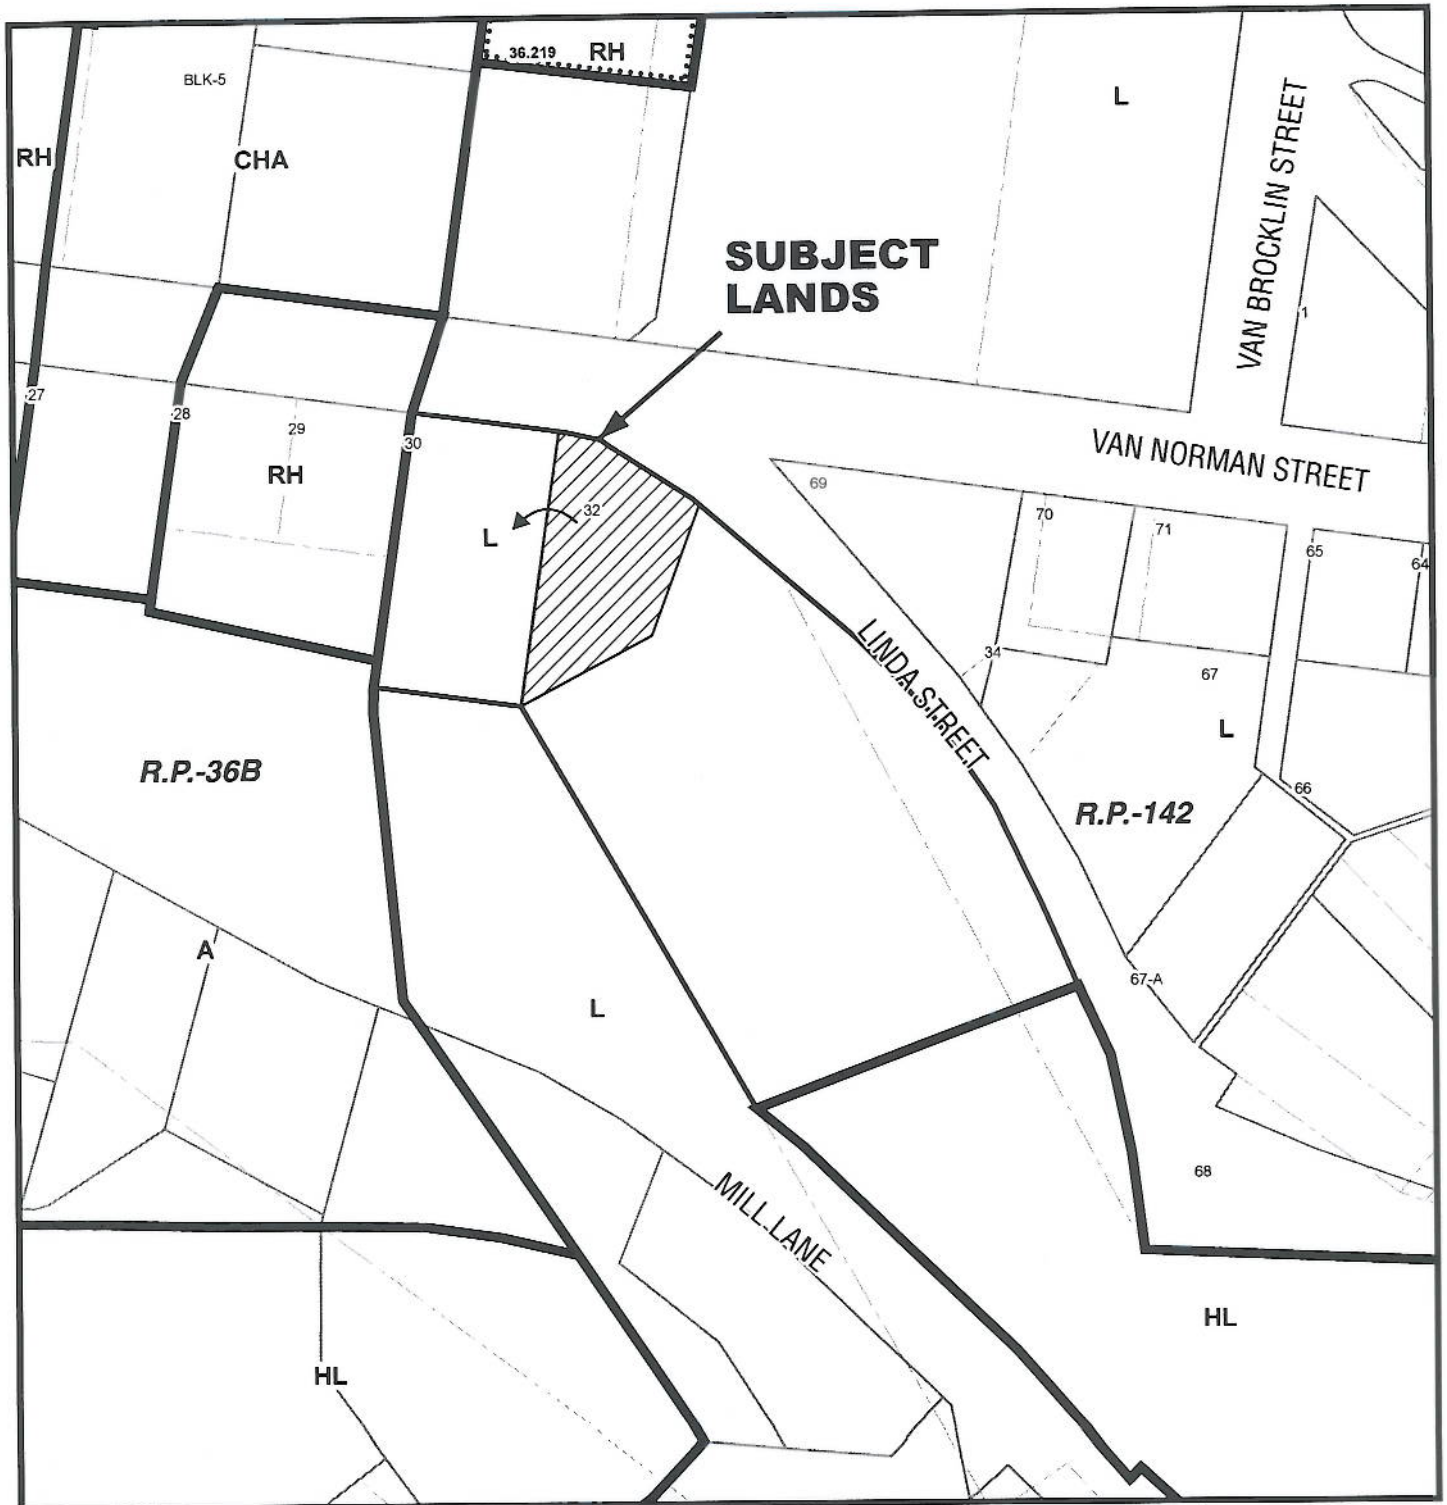 36.219
RH
BLK-5
L
RH
CHA
VAN BROCKLIN STREET
SUBJECT
LANDS
1
27
28
29
30
VAN NORMAN STREET
RH
69
32
L
70
71
65
64
LINDA STREET
34
67
L
R.P.-36B
66
R.P.-142
A
67-A
L
68
MILL LANE
HL
HL